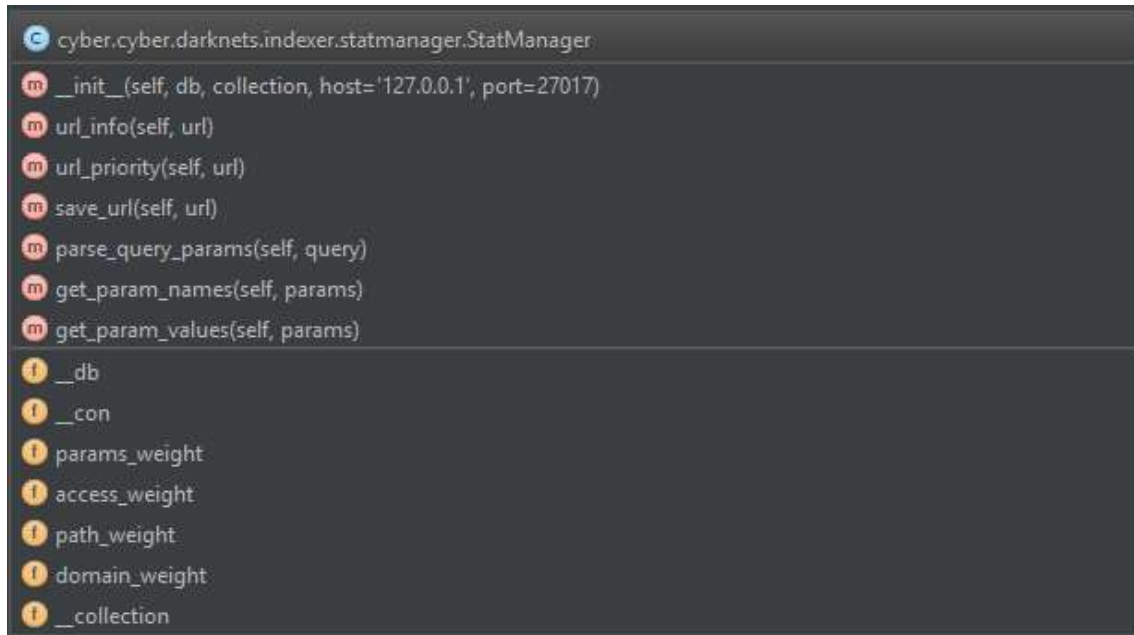 C cyber.cyber.darknets.indexer.statmanager.StatManager
m __init__(self, db, collection, host='127.0.0.1', port=27017)
m url_info(self, url)
m url_priority(self, url)
m save_url(self, url)
m parse_query_params(self, query)
m get_param_names(self, params)
m get_param_values(self, params)
f __db
f __con
f params_weight
f access_weight
f path_weight
f domain_weight
f __collection